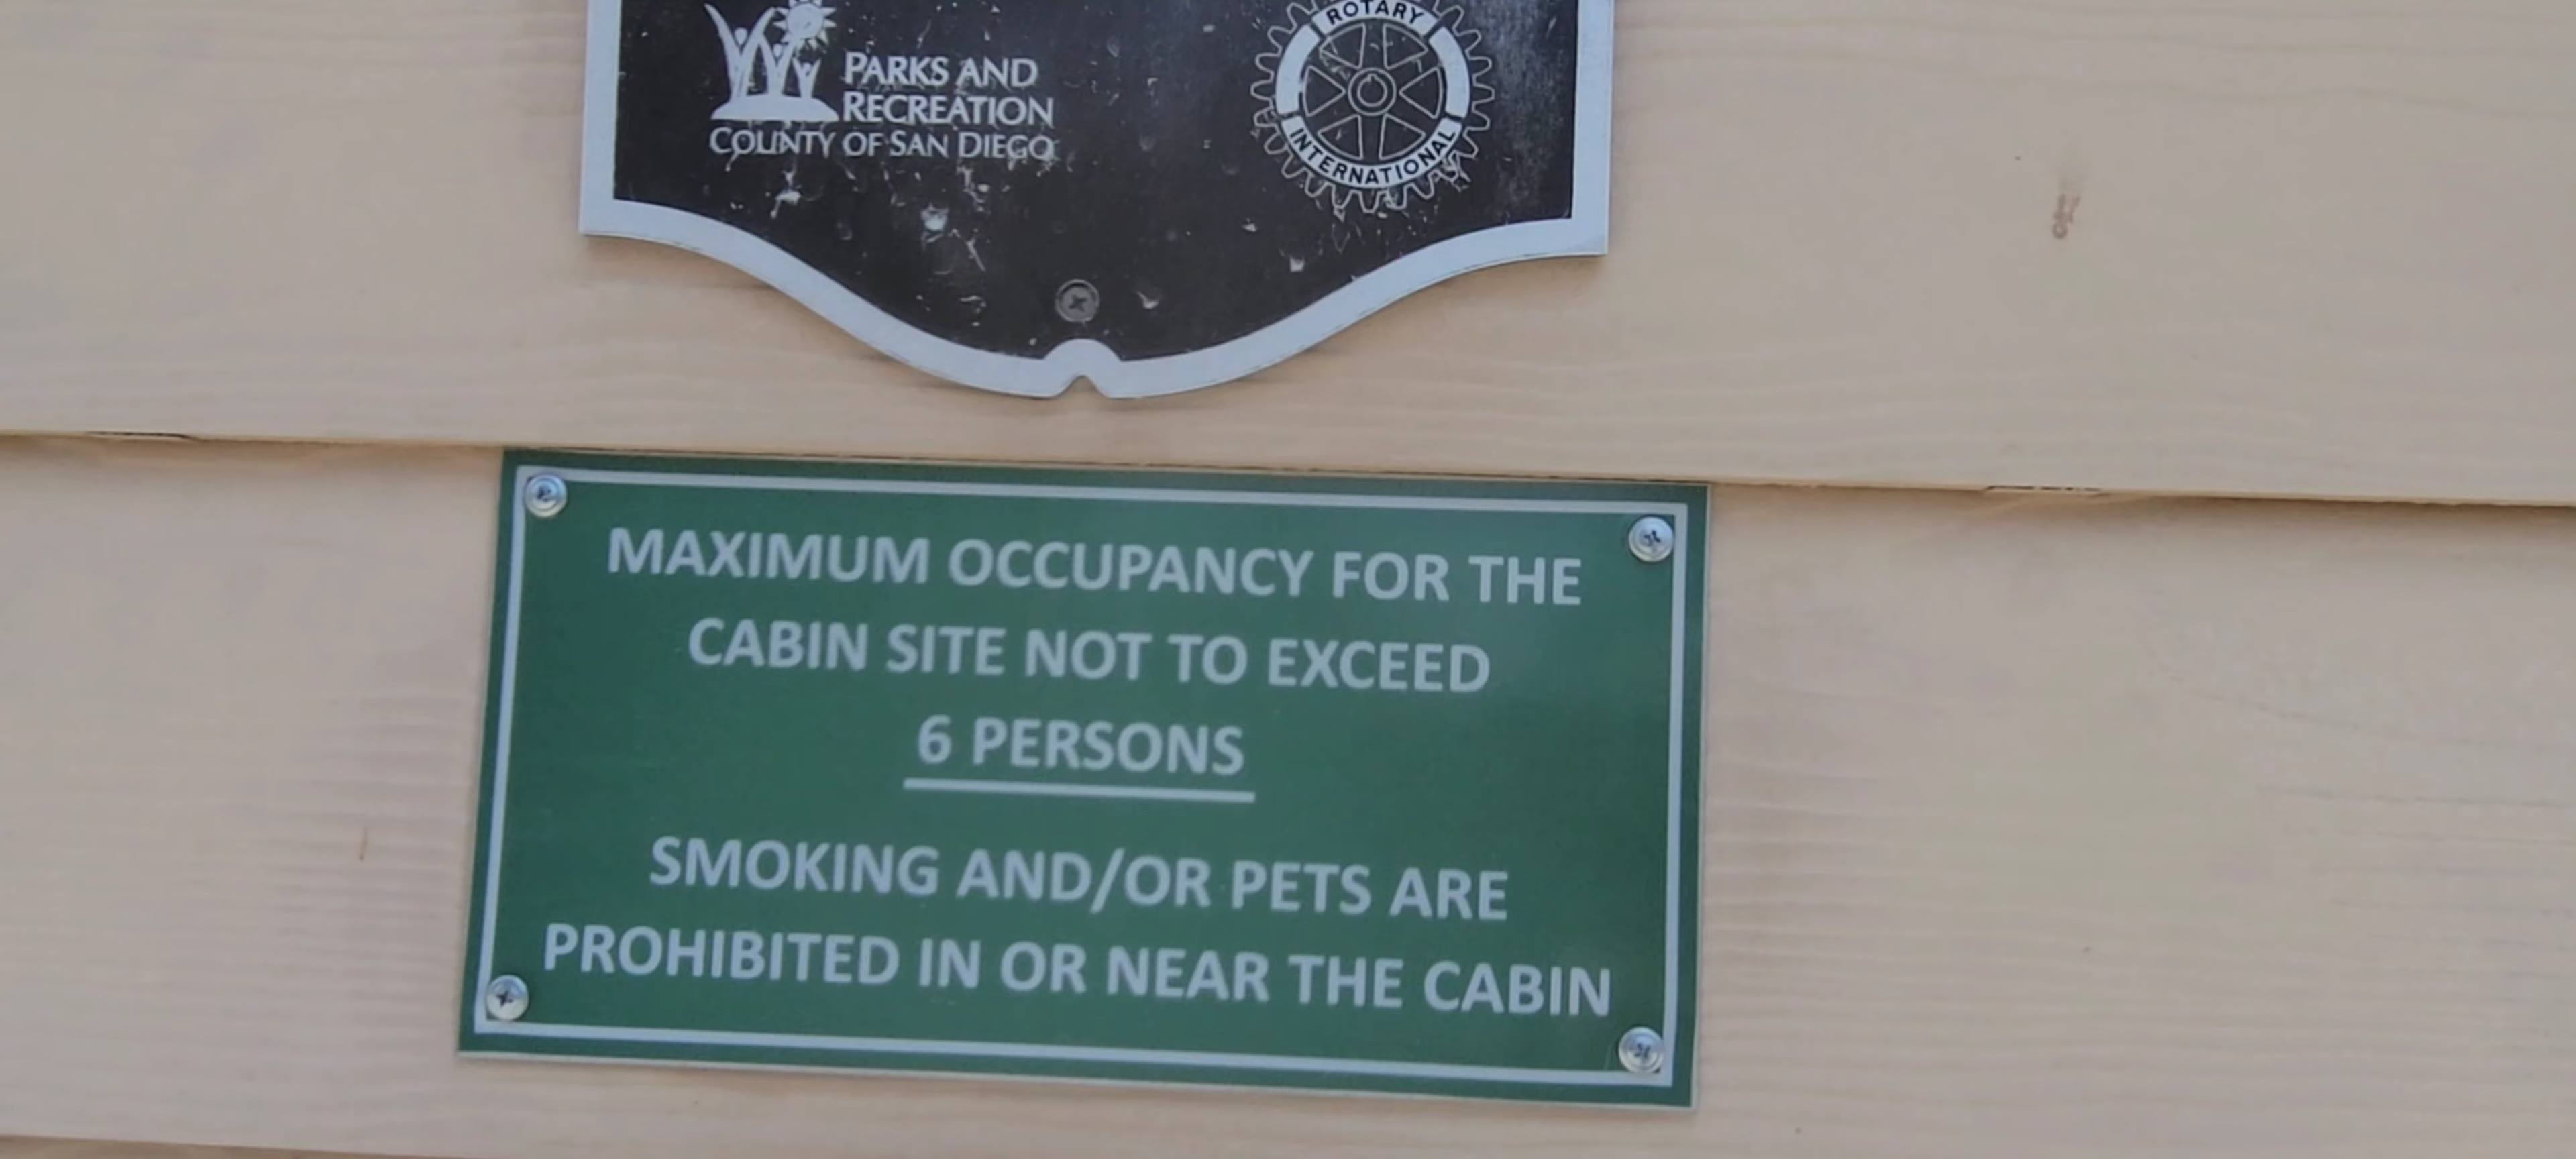 PARKS AND
RECREATION
COUNTY OF SAN DIEGO
ROTARY
INTERNATIONAL
MAXIMUM OCCUPANCY FOR THE
CABIN SITE NOT TO EXCEED
6 PERSONS
SMOKING AND/OR PETS ARE
PROHIBITED IN OR NEAR THE CABIN